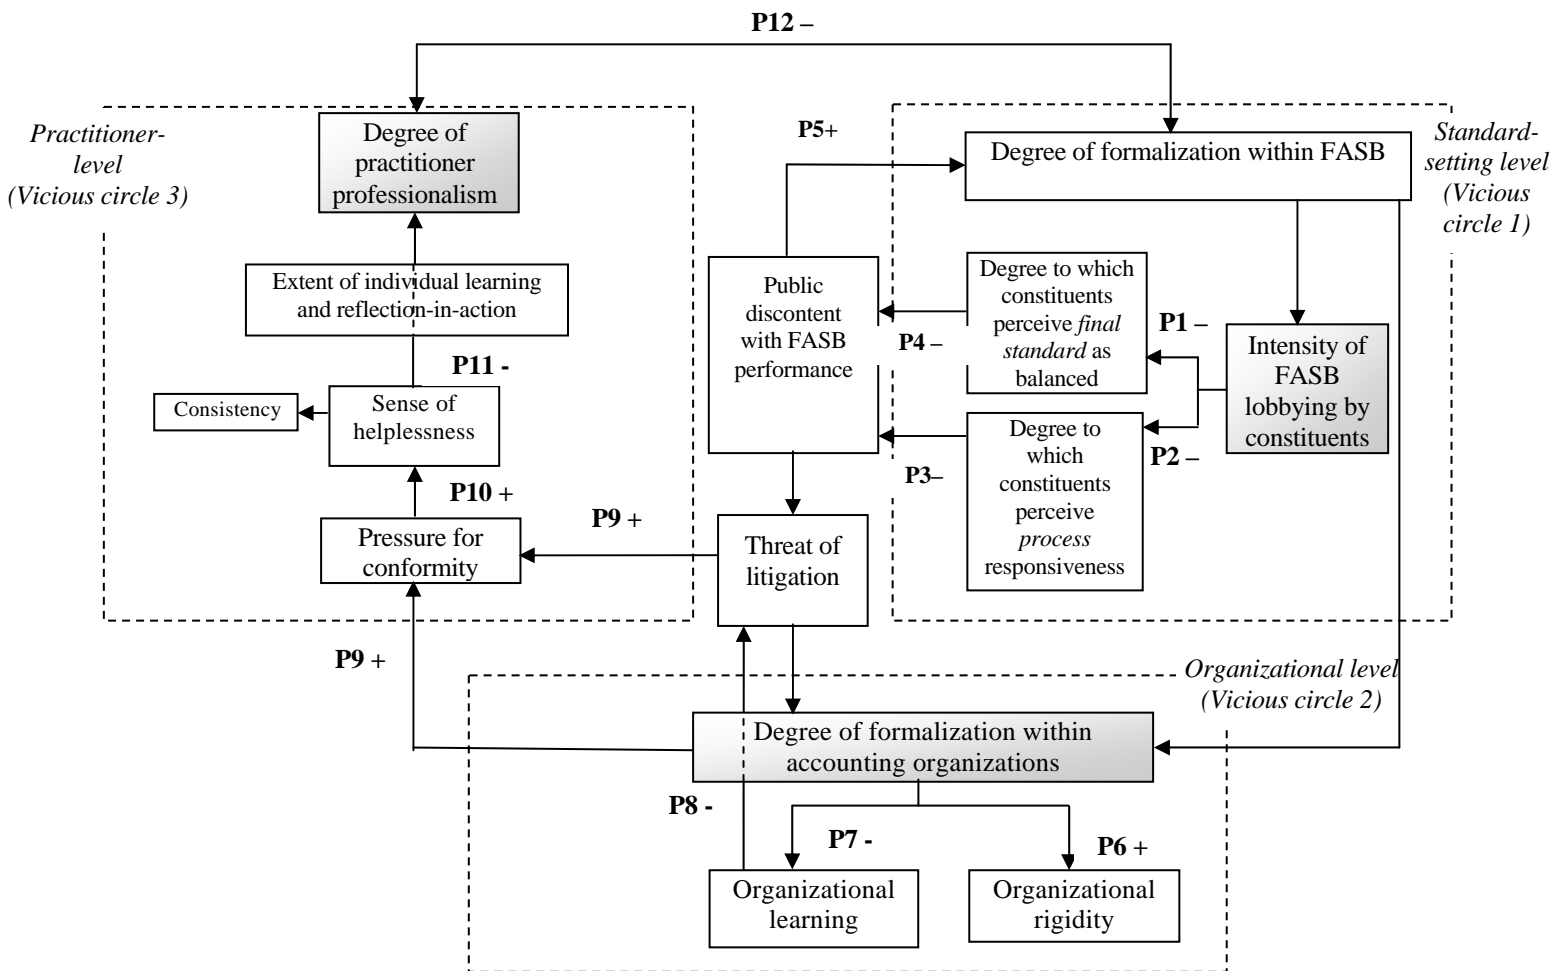 P12 –
Practitioner-
level
(Vicious circle 3)
Degree of
practitioner
professionalism
P5+
Degree of formalization within FASB
Standard-
setting level
(Vicious
circle 1)
Extent of individual learning
and reflection-in-action
Public
discontent
with FASB
performance
Degree to which
constituents
perceive final
standard as
balanced
P4 –
P1 –
Intensity of
FASB
lobbying by
constituents
P11 -
Consistency
Sense of
helplessness
P3–
Degree to
which
constituents
perceive
process
responsiveness
P2 –
P10 +
Pressure for
conformity
P9 +
Threat of
litigation
P9 +
Organizational level
(Vicious circle 2)
Degree of formalization within
accounting organizations
P8 -
P7 -
P6 +
Organizational
learning
Organizational
rigidity